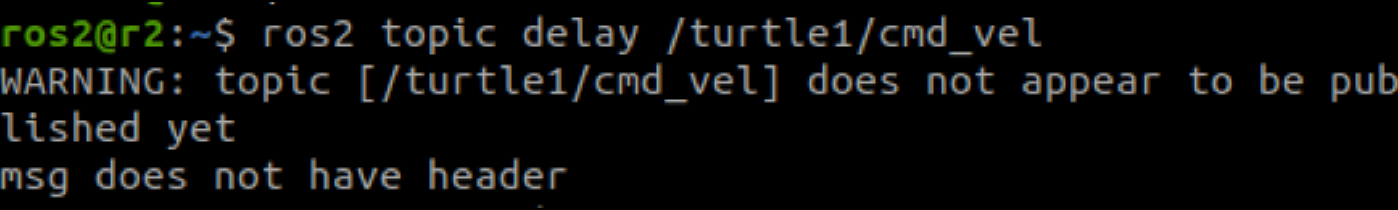 ros2@r2:~$ ros2 topic delay /turtle1/cmd_vel
WARNING: topic [/turtle1/cmd_vel] does not appear to be pub
lished yet
msg does not have header